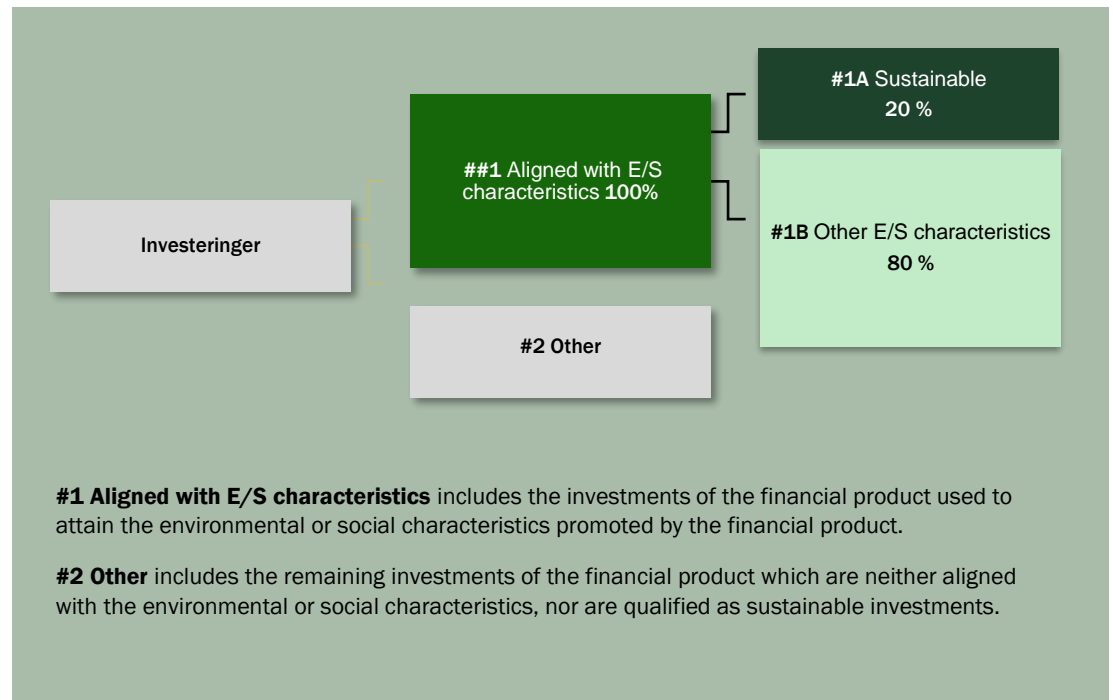 #1A Sustainable
20 %
##1 Aligned with E/S
characteristics 100%
Investeringer
#1B Other E/S characteristics
80 %
#2 Other
#1 Aligned with E/S characteristics includes the investments of the financial product used to
attain the environmental or social characteristics promoted by the financial product.
#2 Other includes the remaining investments of the financial product which are neither aligned
with the environmental or social characteristics, nor are qualified as sustainable investments.